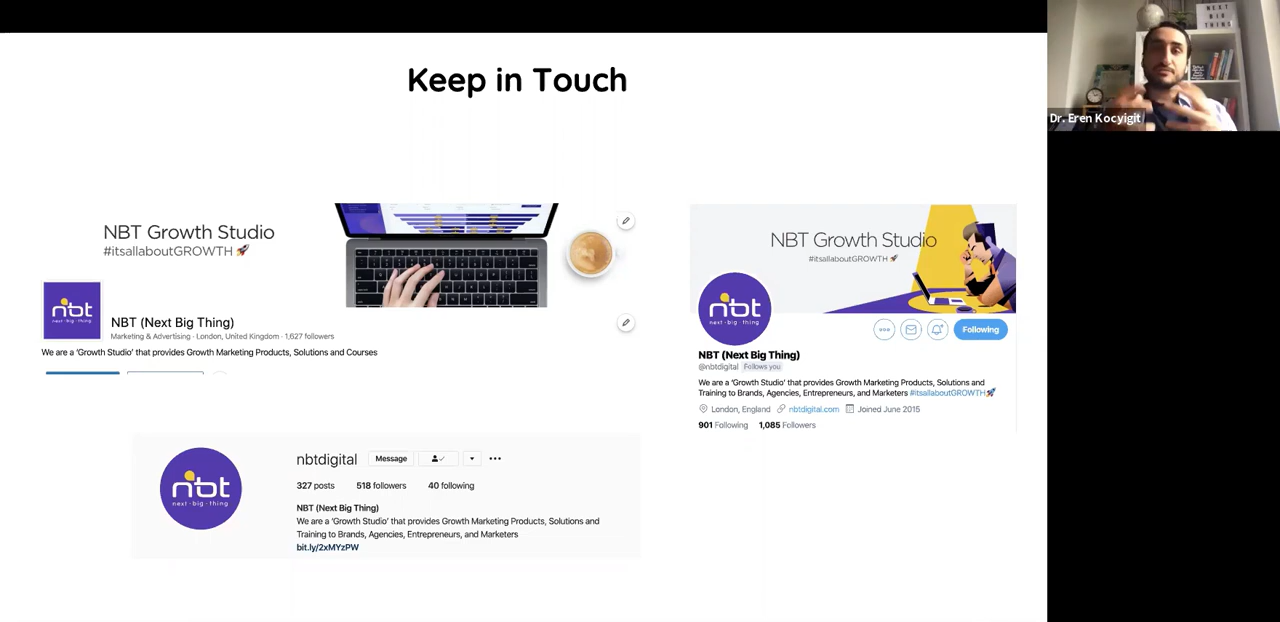 Keep in Touch
NEXT
BIG
THING
Dr. Eren Kocyigit
NBT Growth Studio
#itsallaboutGROWTH 🚀
nbt
next·big·thing
NBT (Next Big Thing)
Marketing & Advertising · London, United Kingdom · 1,627 followers
We are a ‘Growth Studio’ that provides Growth Marketing Products, Solutions and Courses
NBT Growth Studio
#itsallaboutGROWTH 🚀
nbt
next·big·thing
Following
NBT (Next Big Thing)
@nbtdigital Follows you
We are a ‘Growth Studio’ that provides Growth Marketing Products, Solutions and
Training to Brands, Agencies, Entrepreneurs, and Marketers #itsallaboutGROWTH🚀
London, England nbtdigital.com Joined June 2015
901 Following 1,085 Followers
nbt
next·big·thing
nbtdigital Message
327 posts 518 followers 40 following
NBT (Next Big Thing)
We are a ‘Growth Studio’ that provides Growth Marketing Products, Solutions and
Training to Brands, Agencies, Entrepreneurs, and Marketers
bit.ly/2xMYzPW